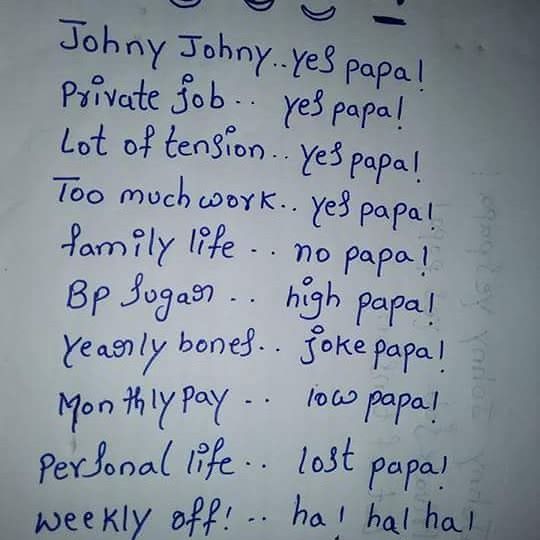 Johny Johny..yes papa!
Private job.. yes papa!
Lot of tension.. yes papa!
Too much work.. yes papa!
family life.. no papa!
Bp sugar.. high papa!
yearly bones.. joke papa!
Monthly pay.. low papa!
Personal life.. lost papa!
weekly off!.. ha! ha! ha!